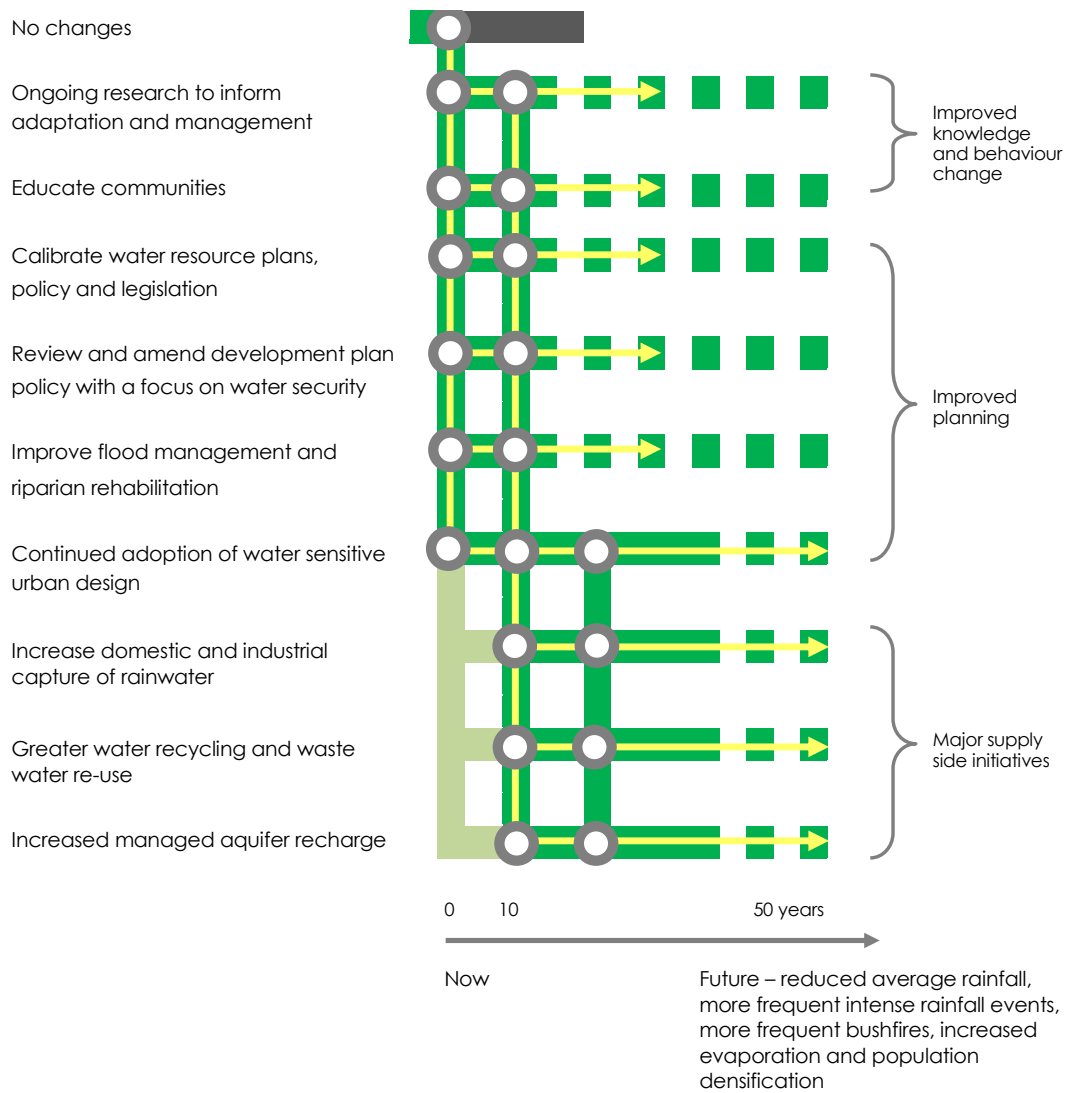 No changes
Ongoing research to inform
adaptation and management
Educate communities
Calibrate water resource plans,
policy and legislation
Review and amend development plan
policy with a focus on water security
Improve flood management and
riparian rehabilitation
Continued adoption of water sensitive
urban design
Increase domestic and industrial
capture of rainwater
Greater water recycling and waste
water re-use
Increased managed aquifer recharge
Improved
knowledge
and behaviour
change
Improved
planning
Major supply
side initiatives
0 10 50 years
Now
Future – reduced average rainfall,
more frequent intense rainfall events,
more frequent bushfires, increased
evaporation and population
densification